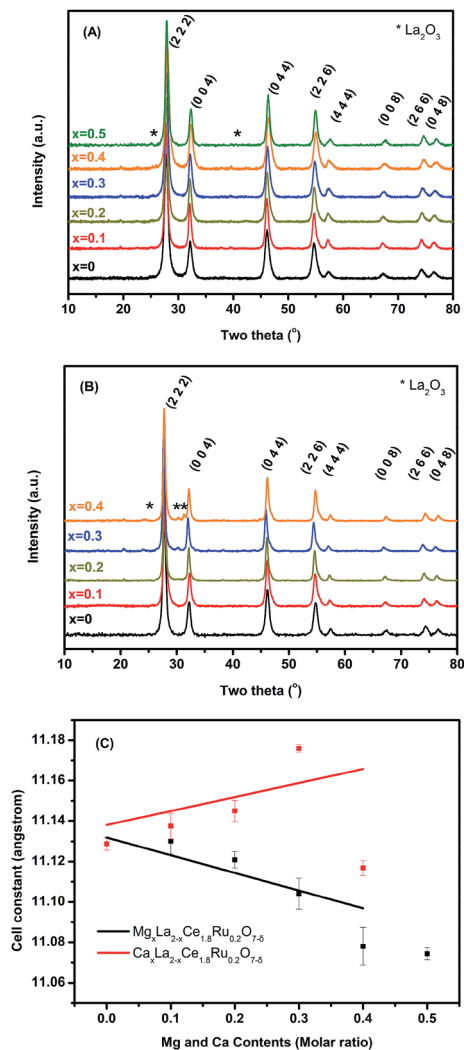 (A)
* La₂O₃
(2 2 2)
(0 0 4)
(0 4 4)
(2 2 6)
(4 4 4)
(0 0 8)
(2 6 6)
(0 4 8)
x=0.5
*
*
x=0.4
x=0.3
x=0.2
x=0.1
x=0
Intensity (a.u.)
10 20 30 40 50 60 70 80
Two theta (°)
(B)
* La₂O₃
(2 2 2)
(0 0 4)
(0 4 4)
(2 2 6)
(4 4 4)
(0 0 8)
(2 6 6)
(0 4 8)
x=0.4
*
**
x=0.3
x=0.2
x=0.1
x=0
Intensity (a.u.)
10 20 30 40 50 60 70 80
Two theta (°)
(C)
11.18
11.16
11.14
11.12
11.10
11.08
11.06
Cell constant (angstrom)
MgₓLa₂₋ₓCe₁.₈Ru₀.₂O₇₋δ
CaₓLa₂₋ₓCe₁.₈Ru₀.₂O₇₋δ
0.0 0.1 0.2 0.3 0.4 0.5
Mg and Ca Contents (Molar ratio)